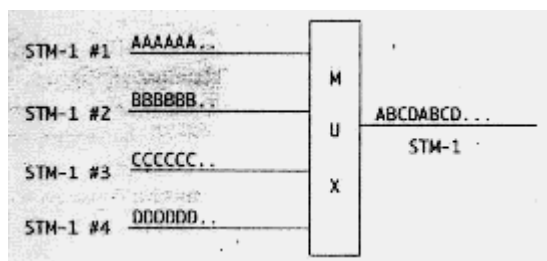 STM-1 #1 AAAAAA..
STM-1 #2 BBBBBB..
STM-1 #3 CCCCCC..
STM-1 #4 DDDDDD..
M
U
X
ABCDABCD...
STM-1